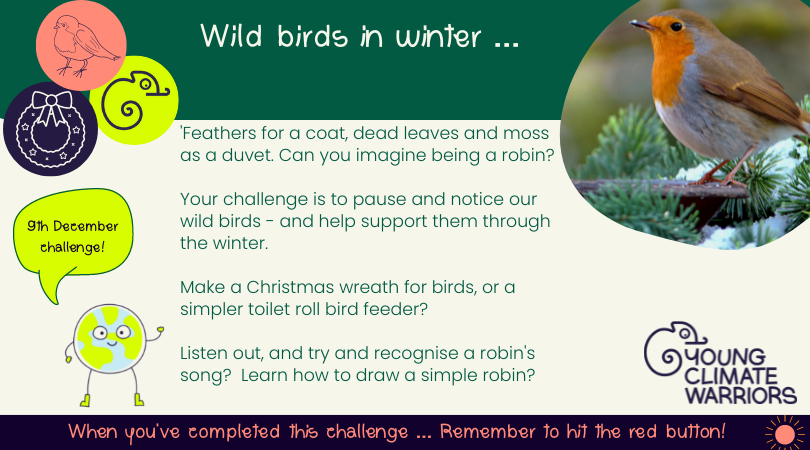 Wild birds in winter ...
'Feathers for a coat, dead leaves and moss
as a duvet. Can you imagine being a robin?
Your challenge is to pause and notice our
wild birds - and help support them through
the winter.
9th December
challenge!
Make a Christmas wreath for birds, or a
simpler toilet roll bird feeder?
Listen out, and try and recognise a robin's
song?  Learn how to draw a simple robin?
YOUNG
CLIMATE
WARRIORS
When you've completed this challenge ... Remember to hit the red button!